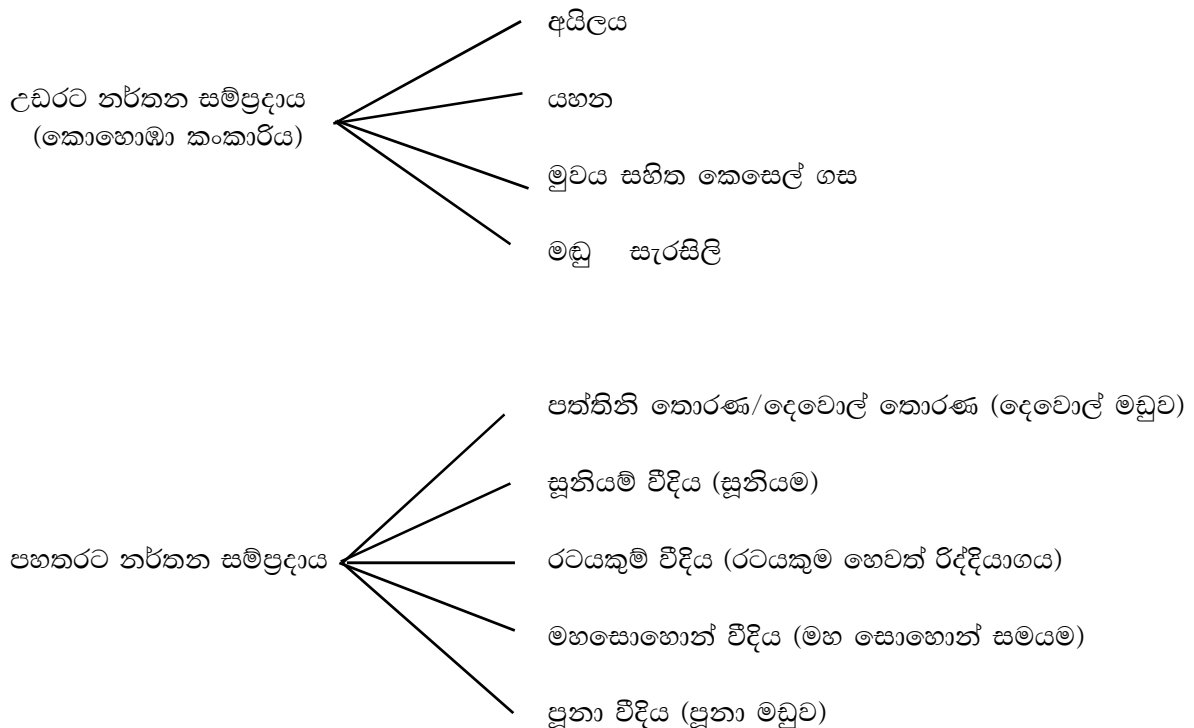 අයිලය
උඩරට නර්තන සම්ප්‍රදාය
(කොහොඹා කංකාරිය)
යහන
මුවය සහිත කෙසෙල් ගස
මඬු සැරසිලි
පත්තිනි තොරණ/දෙවොල් තොරණ (දෙවොල් මඩුව)
සූනියම් වීදිය (සූනියම)
පහතරට නර්තන සම්ප්‍රදාය
රටයකුම් වීදිය (රටයකුම හෙවත් රිද්දියාගය)
මහසොහොන් වීදිය (මහ සොහොන් සමයම)
පූනා වීදිය (පූනා මඩුව)